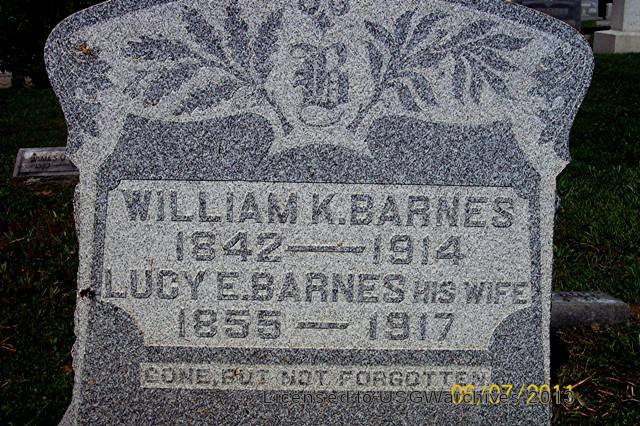 B
WILLIAM K. BARNES
1842 — 1914
LUCY E. BARNES HIS WIFE
1855 — 1917
GONE, BUT NOT FORGOTTEN
06/07/2011
Licensed to USGWarchives 2013